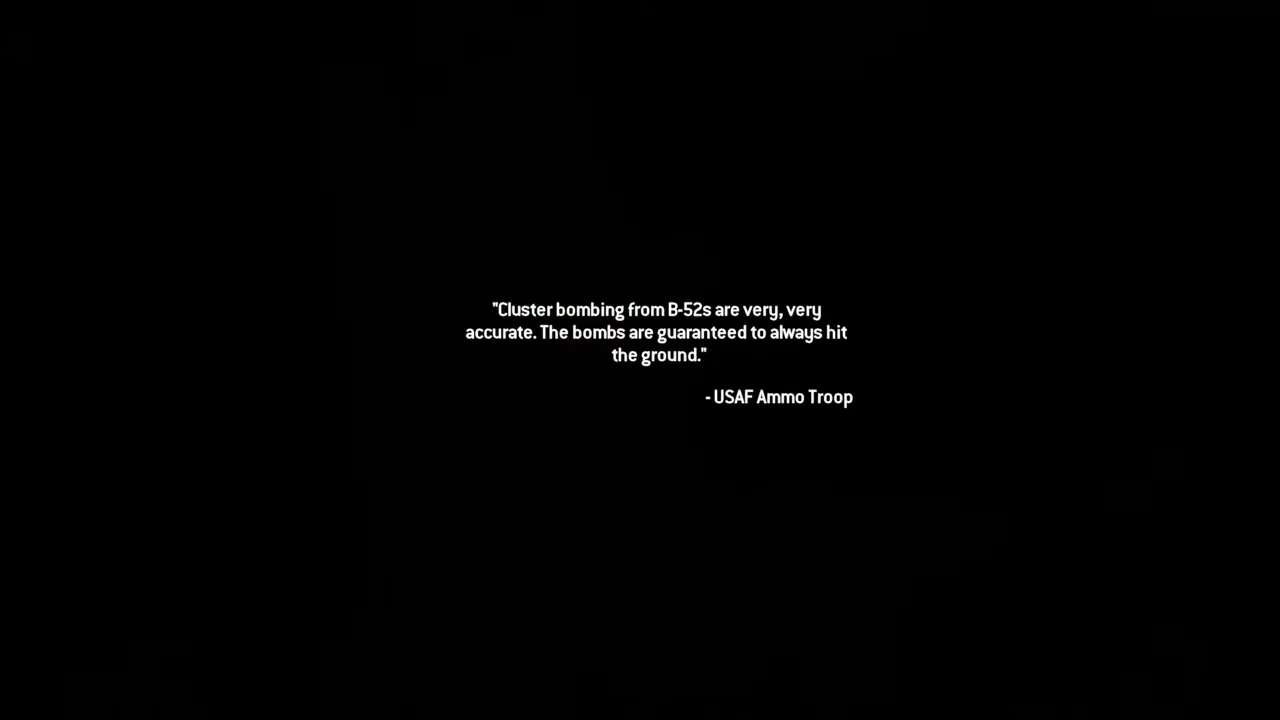 "Cluster bombing from B-52s are very, very
accurate. The bombs are guaranteed to always hit
the ground."
- USAF Ammo Troop